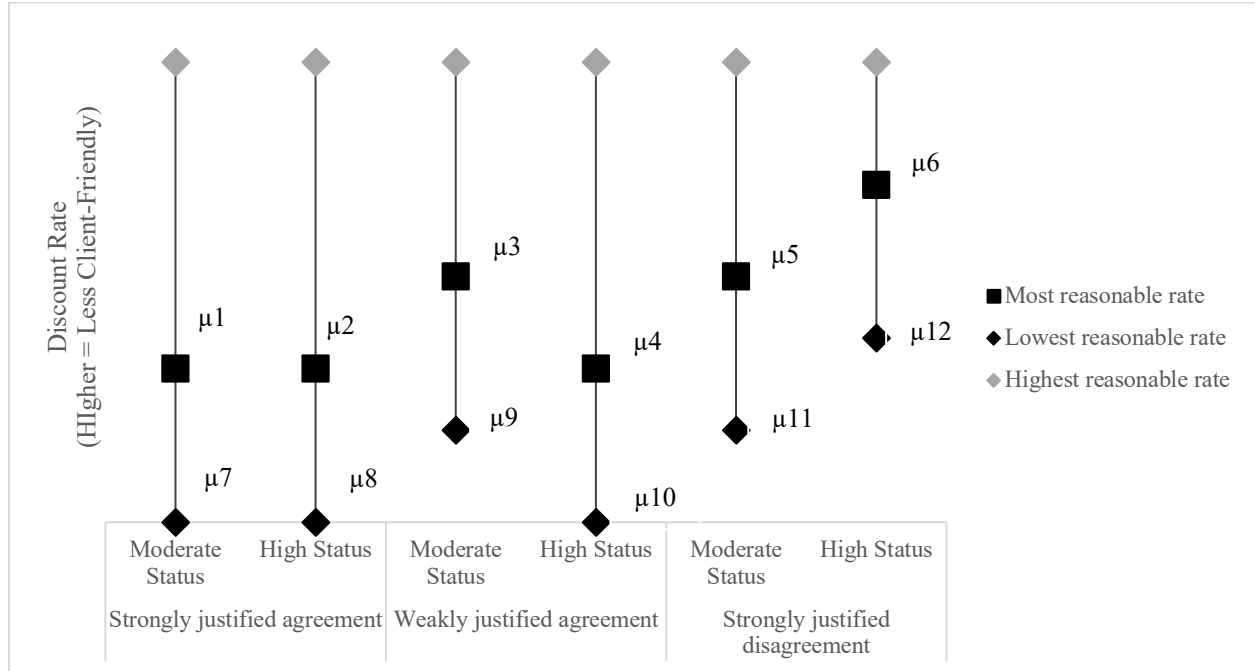 Discount Rate
(HIgher = Less Client-Friendly)
µ1
µ2
µ3
µ4
µ5
µ6
µ7
µ8
µ9
µ10
µ11
µ12
Most reasonable rate
Lowest reasonable rate
Highest reasonable rate
Moderate
Status
High Status
Moderate
Status
High Status
Moderate
Status
High Status
Strongly justified agreement
Weakly justified agreement
Strongly justified
disagreement